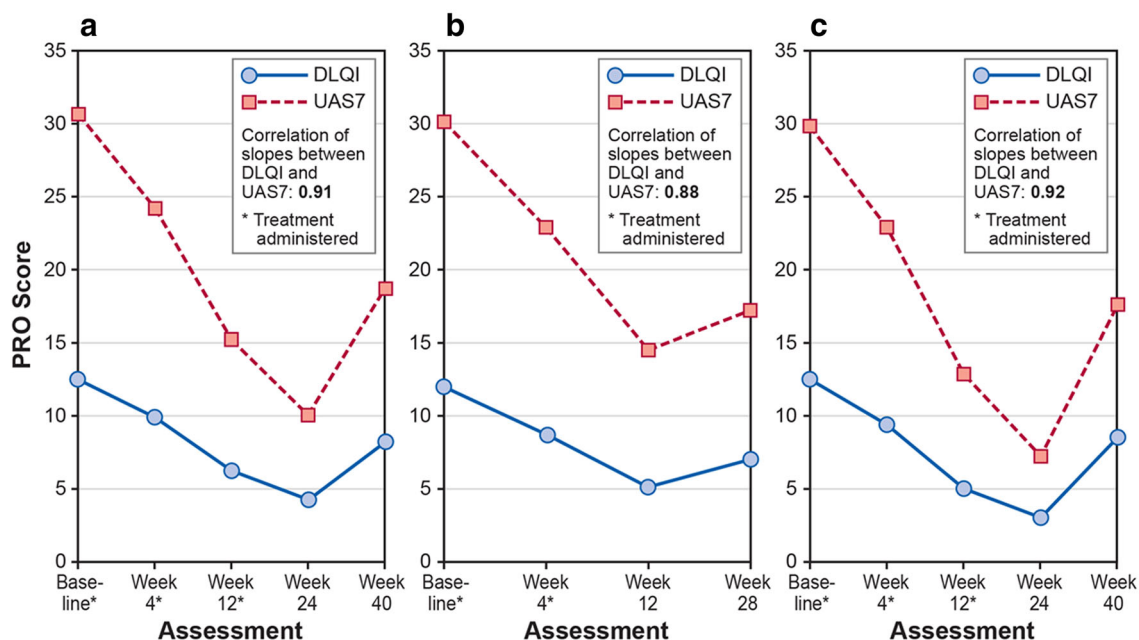 a
35
30
25
20
15
10
5
0
PRO Score
DLQI
UAS7
Correlation of
slopes between
DLQI and
UAS7: 0.91
* Treatment
administered
Base-
line*
Week
4*
Week
12*
Week
24
Week
40
Assessment
b
35
30
25
20
15
10
5
0
DLQI
UAS7
Correlation of
slopes between
DLQI and
UAS7: 0.88
* Treatment
administered
Base-
line*
Week
4*
Week
12
Week
28
Assessment
c
35
30
25
20
15
10
5
0
DLQI
UAS7
Correlation of
slopes between
DLQI and
UAS7: 0.92
* Treatment
administered
Base-
line*
Week
4*
Week
12*
Week
24
Week
40
Assessment